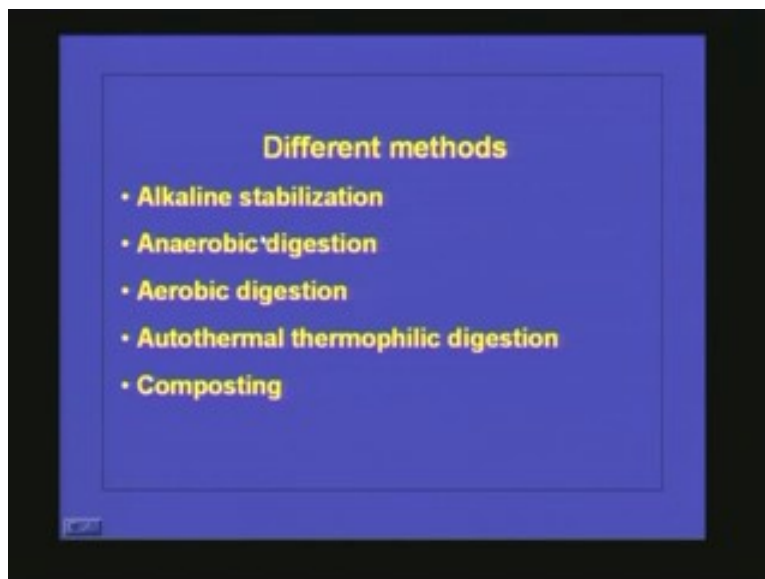 Different methods
• Alkaline stabilization
• Anaerobic digestion
• Aerobic digestion
• Autothermal thermophilic digestion
• Composting